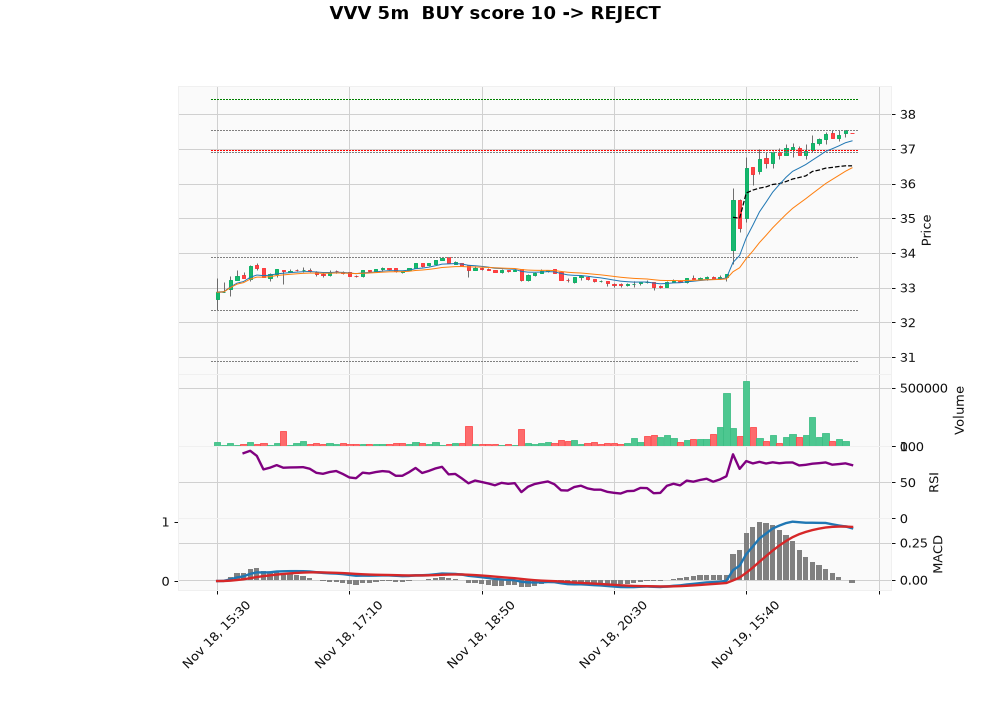 VVV 5m  BUY score 10 -> REJECT
38
37
36
35
34
33
32
31
Price
500000
0
Volume
100
50
0
RSI
1
0
0.25
0.00
MACD
Nov 18, 15:30
Nov 18, 17:10
Nov 18, 18:50
Nov 18, 20:30
Nov 19, 15:40